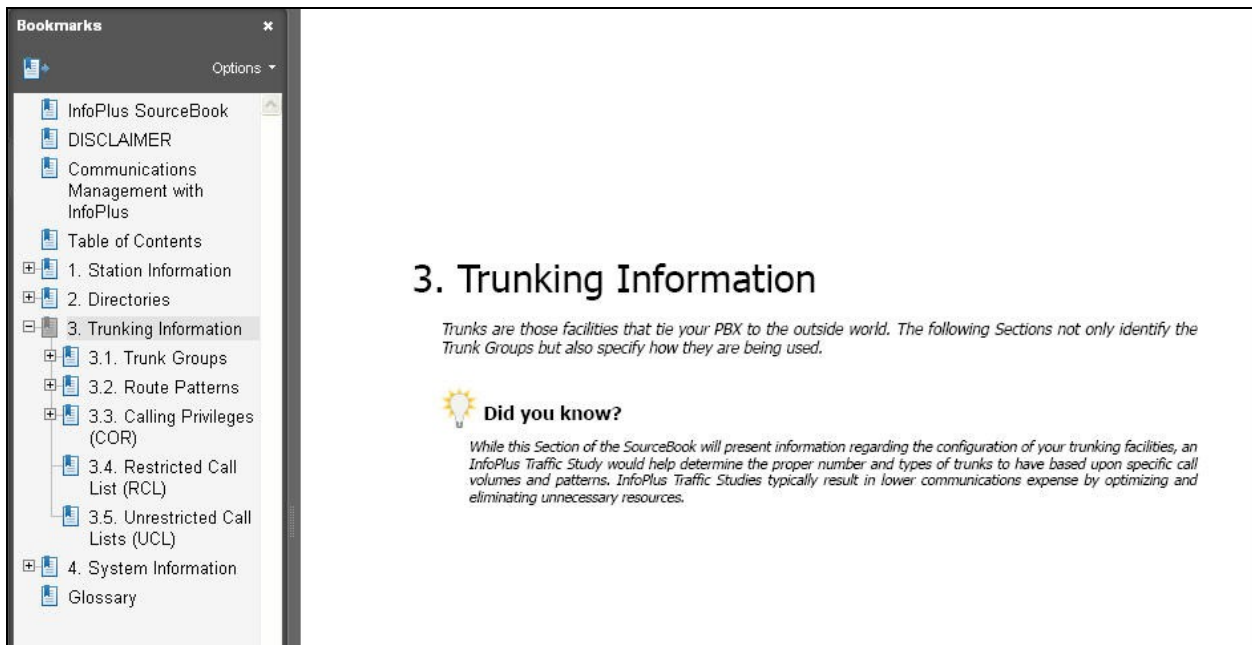 Bookmarks
Options
InfoPlus SourceBook
DISCLAIMER
Communications
Management with
InfoPlus
Table of Contents
1. Station Information
2. Directories
3. Trunking Information
3.1. Trunk Groups
3.2. Route Patterns
3.3. Calling Privileges
(COR)
3.4. Restricted Call
List (RCL)
3.5. Unrestricted Call
Lists (UCL)
4. System Information
Glossary
3. Trunking Information
Trunks are those facilities that tie your PBX to the outside world. The following Sections not only identify the
Trunk Groups but also specify how they are being used.
Did you know?
While this Section of the SourceBook will present information regarding the configuration of your trunking facilities, an
InfoPlus Traffic Study would help determine the proper number and types of trunks to have based upon specific call
volumes and patterns. InfoPlus Traffic Studies typically result in lower communications expense by optimizing and
eliminating unnecessary resources.